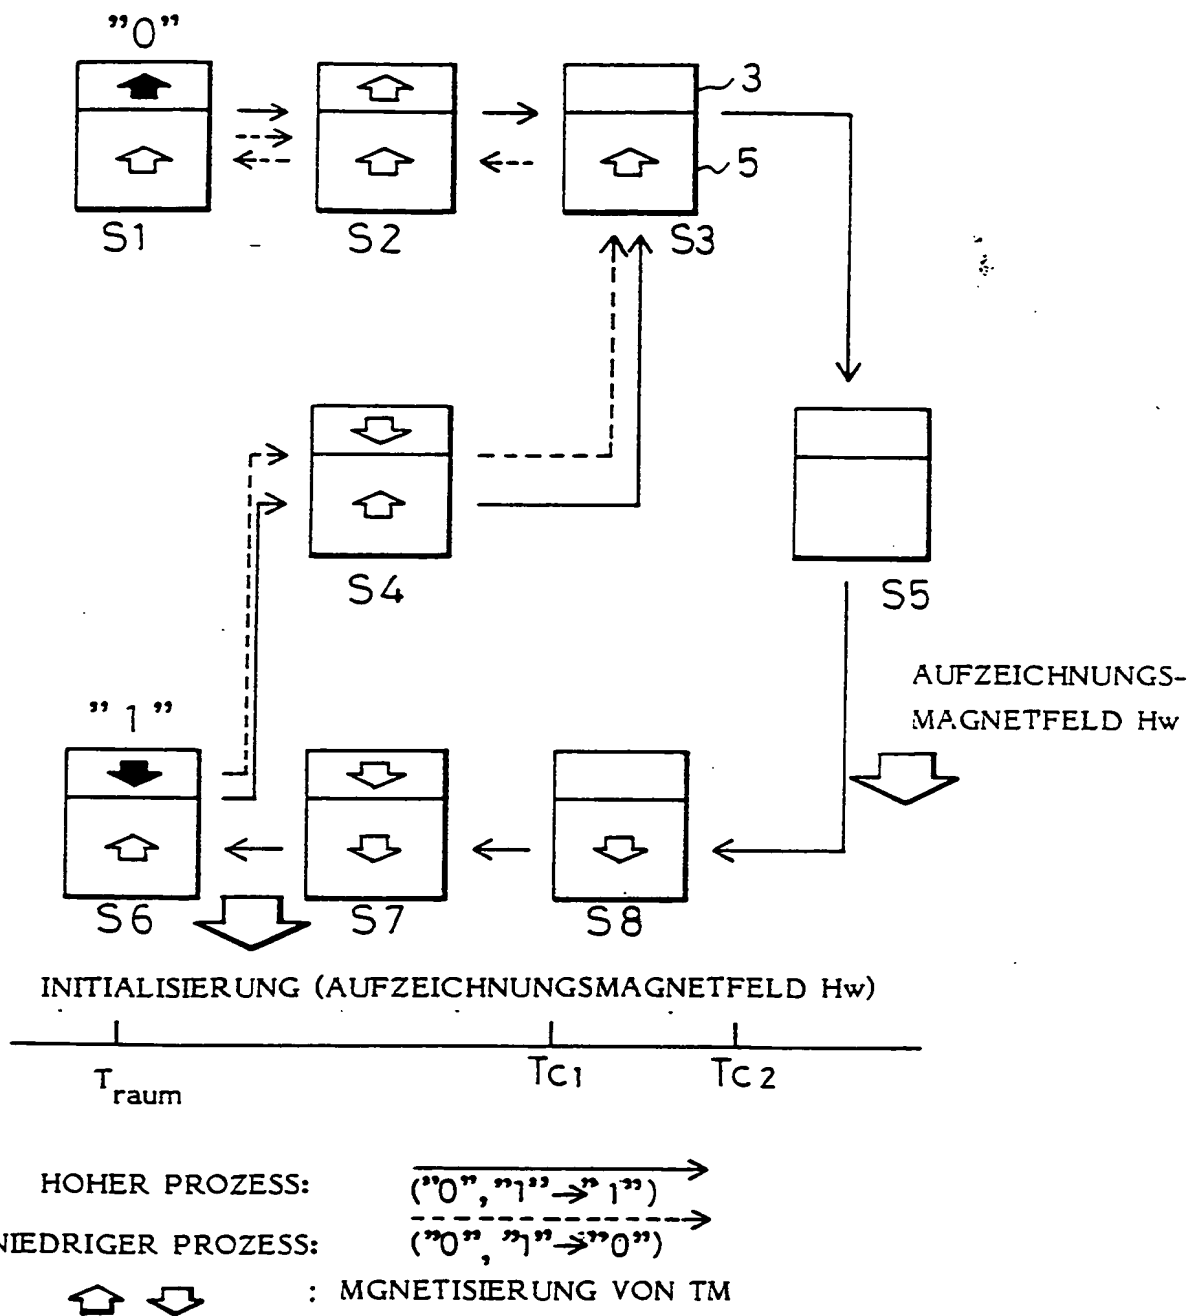 "0"
3
5
S1
S2
S3
S4
S5
AUFZEICHNUNGS-
MAGNETFELD Hw
"1"
S6
S7
S8
INITIALISIERUNG (AUFZEICHNUNGSMAGNETFELD Hw)
Traum
Tc1
Tc2
HOHER PROZESS:
("0", "1" → "1")
NIEDRIGER PROZESS:
("0", "1" → "0")
: MGNETISIERUNG VON TM